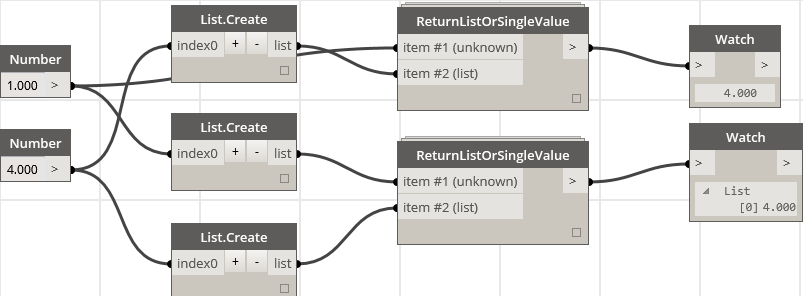 List.Create
index0 + - list
Number
1.000 >
Number
4.000 >
List.Create
index0 + - list
List.Create
index0 + - list
ReturnListOrSingleValue
item #1 (unknown) >
item #2 (list)
ReturnListOrSingleValue
item #1 (unknown) >
item #2 (list)
Watch
> >
4.000
Watch
> >
List
[0] 4.000